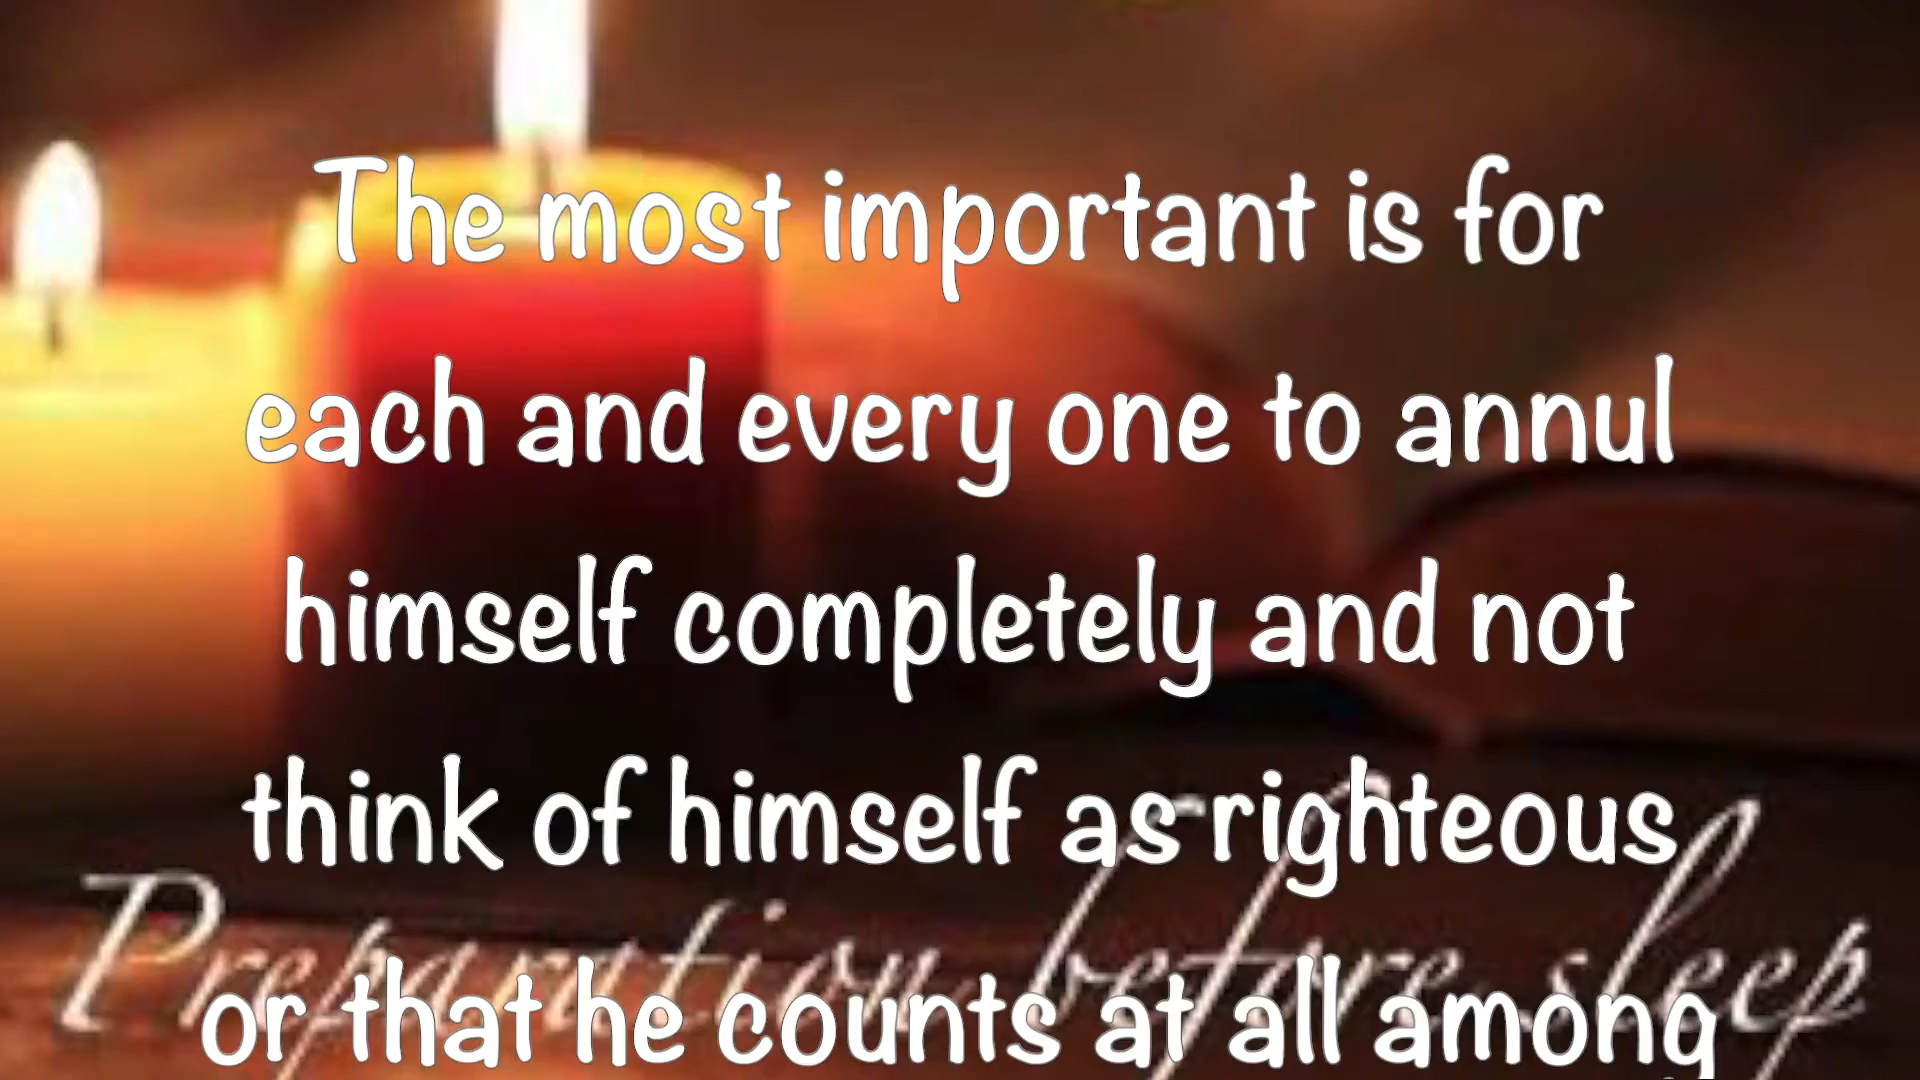 The most important is for
each and every one to annul
himself completely and not
think of himself as righteous
Preparation before sleep
or that he counts at all among